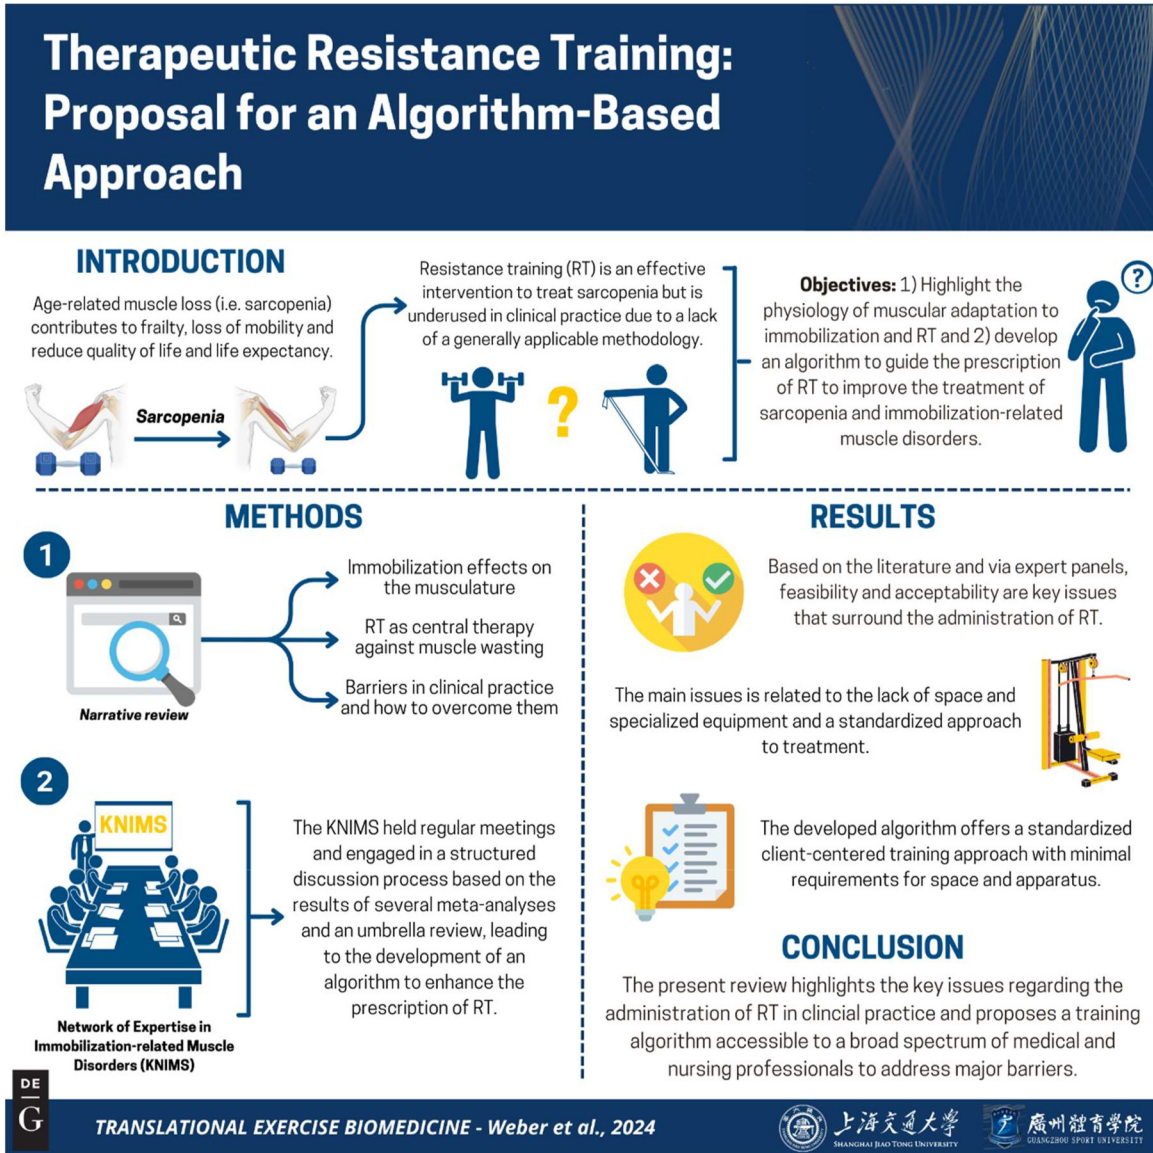 Therapeutic Resistance Training:
Proposal for an Algorithm-Based
Approach
INTRODUCTION
Age-related muscle loss (i.e. sarcopenia)
contributes to frailty, loss of mobility and
reduce quality of life and life expectancy.
Sarcopenia
Resistance training (RT) is an effective
intervention to treat sarcopenia but is
underused in clinical practice due to a lack
of a generally applicable methodology.
?
Objectives: 1) Highlight the
physiology of muscular adaptation to
immobilization and RT and 2) develop
an algorithm to guide the prescription
of RT to improve the treatment of
sarcopenia and immobilization-related
muscle disorders.
?
METHODS
1
Narrative review
Immobilization effects on
the musculature
RT as central therapy
against muscle wasting
Barriers in clinical practice
and how to overcome them
2
KNIMS
Network of Expertise in
Immobilization-related Muscle
Disorders (KNIMS)
The KNIMS held regular meetings
and engaged in a structured
discussion process based on the
results of several meta-analyses
and an umbrella review, leading
to the development of an
algorithm to enhance the
prescription of RT.
RESULTS
Based on the literature and via expert panels,
feasibility and acceptability are key issues
that surround the administration of RT.
The main issues is related to the lack of space and
specialized equipment and a standardized approach
to treatment.
The developed algorithm offers a standardized
client-centered training approach with minimal
requirements for space and apparatus.
CONCLUSION
The present review highlights the key issues regarding the
administration of RT in clincial practice and proposes a training
algorithm accessible to a broad spectrum of medical and
nursing professionals to address major barriers.
DE
G
TRANSLATIONAL EXERCISE BIOMEDICINE - Weber et al., 2024
上海交通大学
SHANGHAI JIAO TONG UNIVERSITY
廣州體育學院
GUANGZHOU SPORT UNIVERSITY